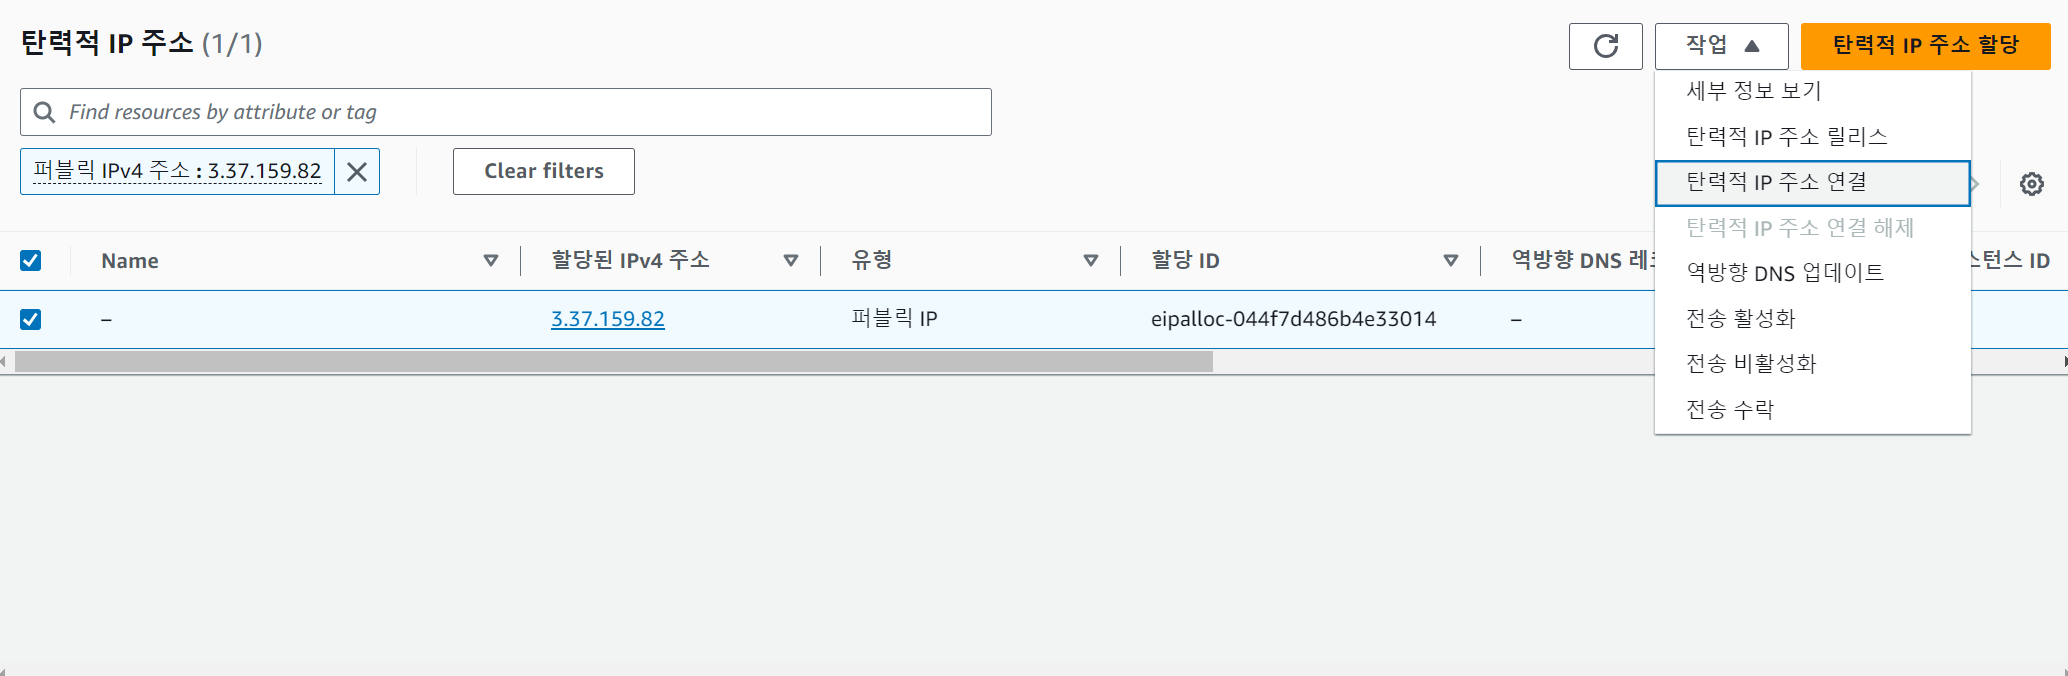 탄력적 IP 주소 (1/1)
작업
탄력적 IP 주소 할당
Find resources by attribute or tag
퍼블릭 IPv4 주소 : 3.37.159.82
Clear filters
세부 정보 보기
탄력적 IP 주소 릴리스
탄력적 IP 주소 연결
탄력적 IP 주소 연결 해제
역방향 DNS 업데이트
전송 활성화
전송 비활성화
전송 수락
Name 할당된 IPv4 주소 유형 할당 ID 역방향 DNS ID
– 3.37.159.82 퍼블릭 IP eipalloc-044f7d486b4e33014 –